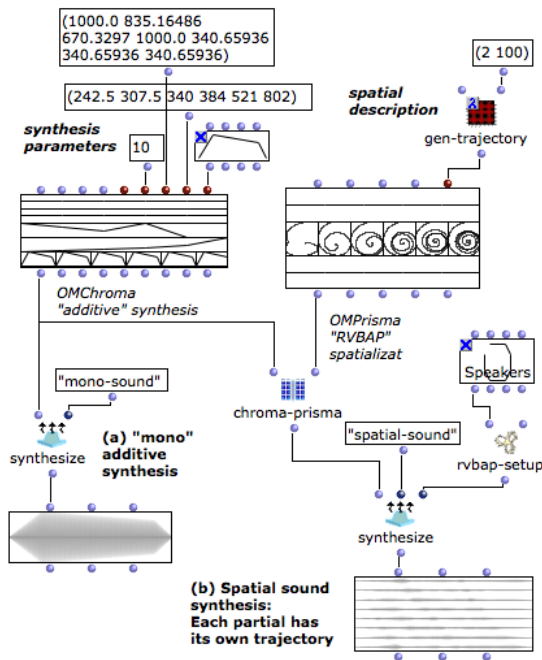 (1000.0 835.16486
670.3297 1000.0 340.65936
340.65936 340.65936)
(2 100)
(242.5 307.5 340 384 521 802)
spatial
description
synthesis
parameters
10
gen-trajectory
OMChroma
"additive" synthesis
OMPrisma
"RVBAP"
spatializat
"mono-sound"
Speakers
chroma-prisma
(a) "mono"
additive
synthesis
"spatial-sound"
synthesize
rvbap-setup
synthesize
(b) Spatial sound
synthesis:
Each partial has
its own trajectory